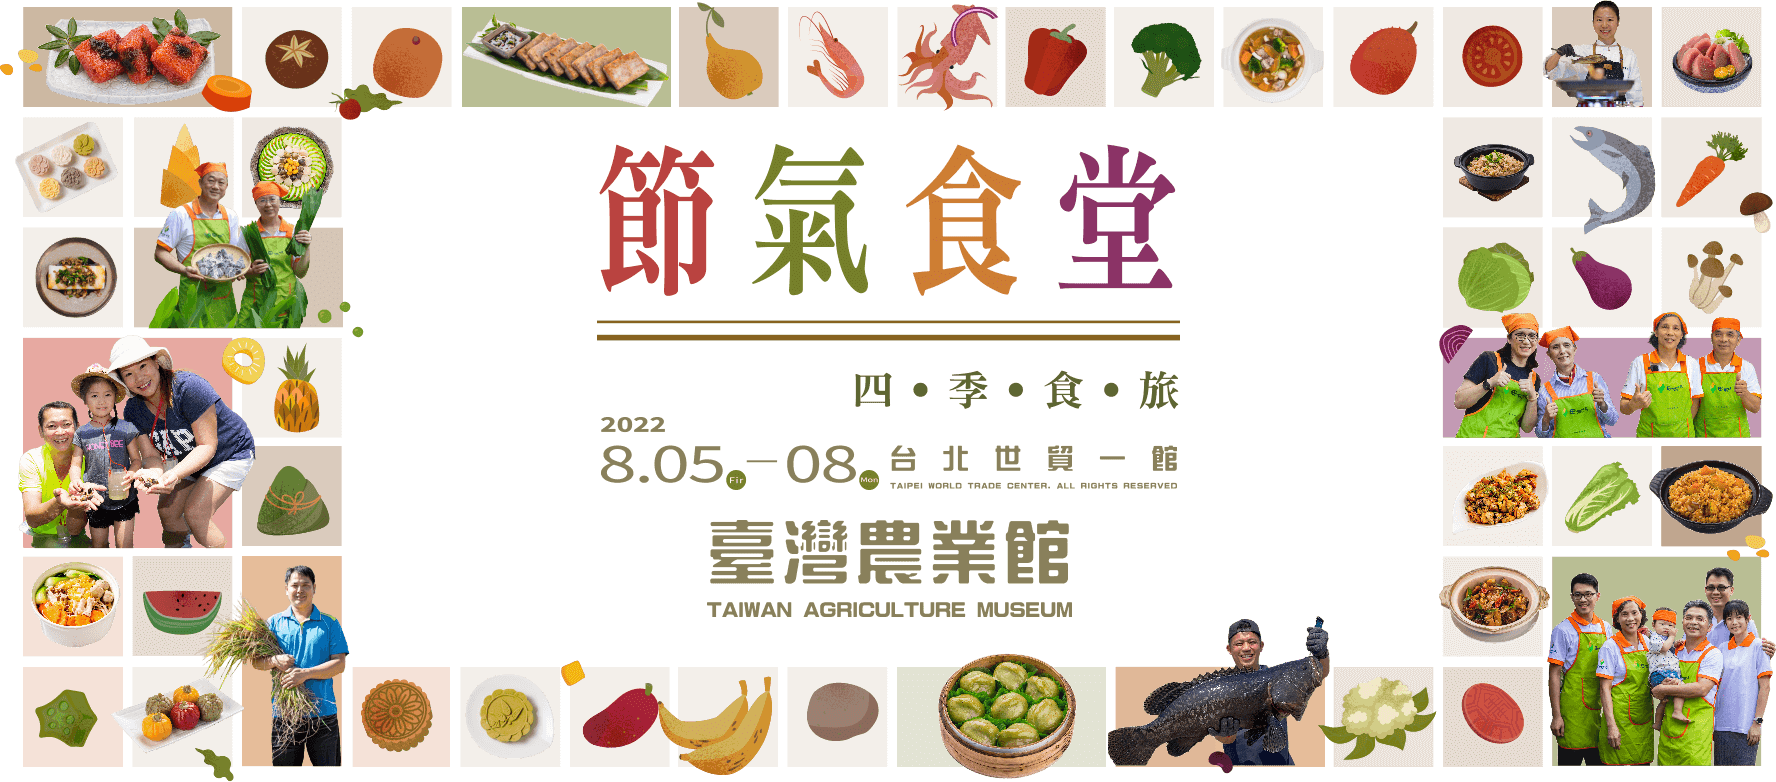 節氣食堂
四・季・食・旅
2022
8.05 Fir — 08 Mon 台北世貿一館
TAIPEI WORLD TRADE CENTER. ALL RIGHTS RESERVED
臺灣農業館
TAIWAN AGRICULTURE MUSEUM